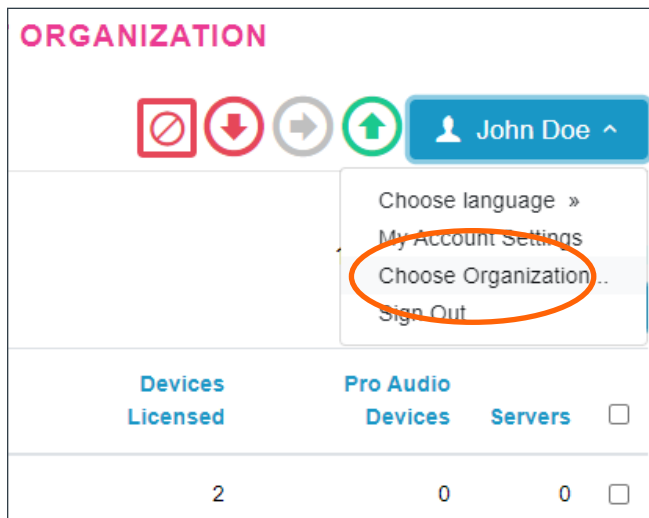 ORGANIZATION
John Doe
Choose language »
My Account Settings
Choose Organization...
Sign Out
Devices Pro Audio
Licensed Devices Servers
2 0 0